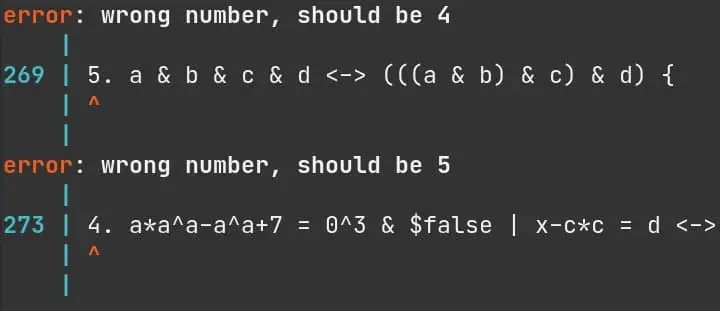 error: wrong number, should be 4
|
269 | 5. a & b & c & d <-> (((a & b) & c) & d) {
| ^
|
error: wrong number, should be 5
|
273 | 4. a*a^a-a^a+7 = 0^3 & $false | x-c*c = d <->
| ^
|